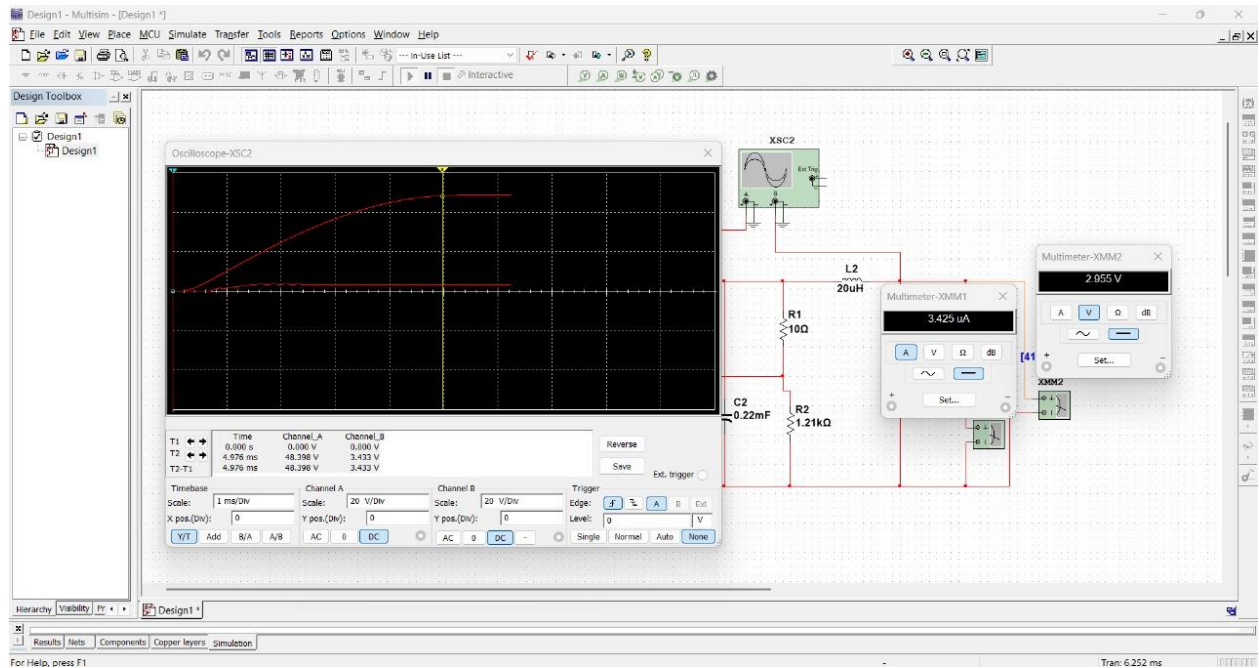 Design1 - Multisim - [Design1 *]
File Edit View Place MCU Simulate Transfer Tools Reports Options Window Help
--- In-Use List ---
Interactive
Design Toolbox
Design1
Design1
Oscilloscope-XSC2
XSC2
Ext Trig
A B
L2
20uH
R1
10Ω
C2
0.22mF
R2
1.21kΩ
Multimeter-XMM1
3.425 uA
A V Ω dB
Set...
Multimeter-XMM2
2.955 V
A V Ω dB
Set...
[41
XMM2
Time Channel_A Channel_B
T1 0.000 s 0.000 V 0.000 V
T2 4.976 ms 48.398 V 3.433 V
T2-T1 4.976 ms 48.398 V 3.433 V
Reverse
Save
Ext. trigger
Timebase
Scale: 1 ms/Div
X pos.(Div): 0
Y/T Add B/A A/B
Channel A
Scale: 20 V/Div
Y pos.(Div): 0
AC 0 DC
Channel B
Scale: 20 V/Div
Y pos.(Div): 0
AC 0 DC -
Trigger
Edge: A B Ext
Level: 0 V
Single Normal Auto None
Hierarchy Visibility Pr
Design1 *
Results Nets Components Copper layers Simulation
For Help, press F1
- Tran: 6.252 ms